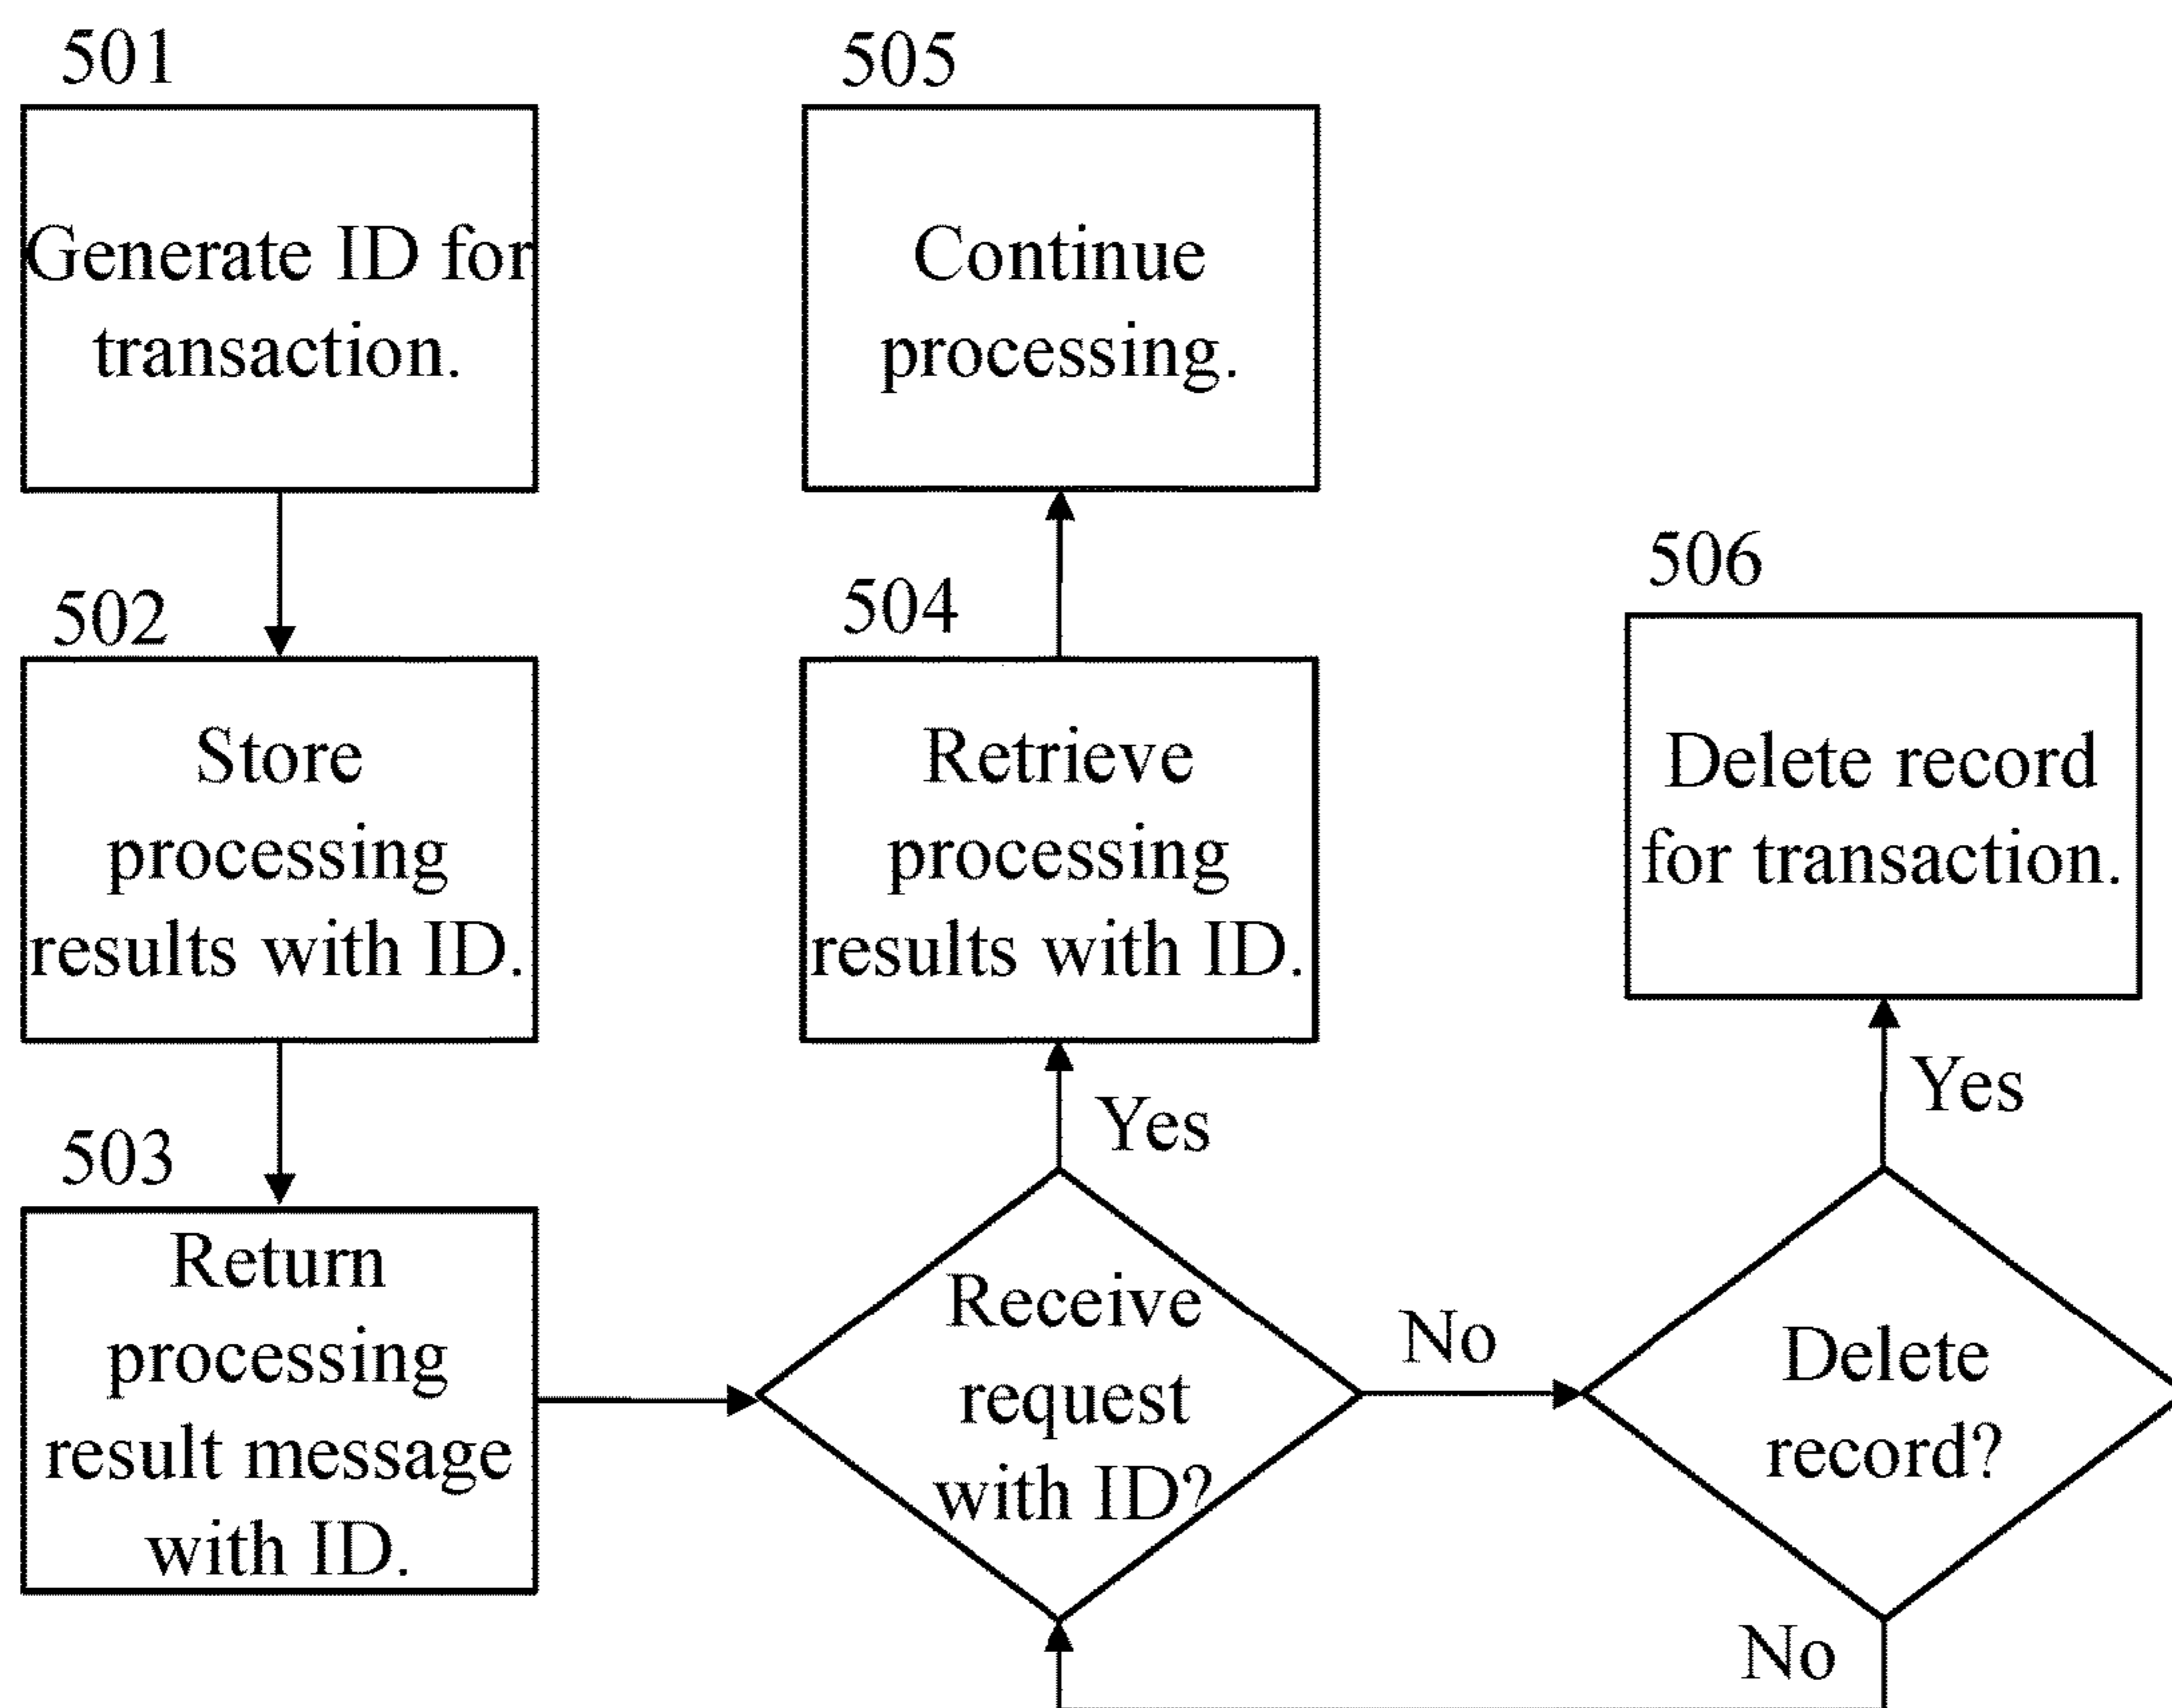 501
Generate ID for
transaction.
502
Store
processing
results with ID.
503
Return
processing
result message
with ID.
505
Continue
processing.
504
Retrieve
processing
results with ID.
Yes
Receive
request
with ID?
No
506
Delete record
for transaction.
Yes
Delete
record?
No